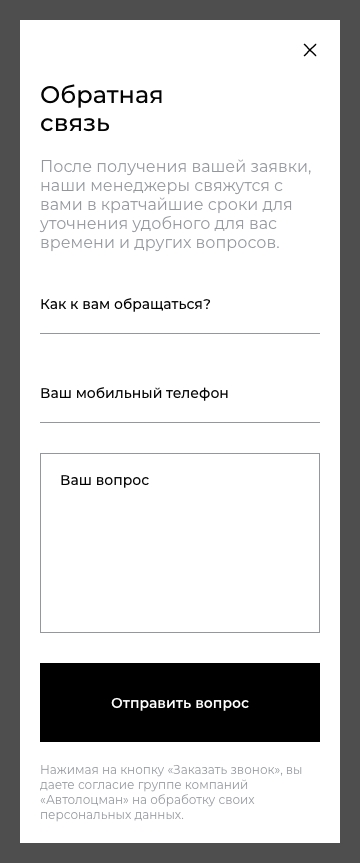 Обратная
связь
После получения вашей заявки,
наши менеджеры свяжутся с
вами в кратчайшие сроки для
уточнения удобного для вас
времени и других вопросов.
Как к вам обращаться?
Ваш мобильный телефон
Ваш вопрос
Отправить вопрос
Нажимая на кнопку «Заказать звонок», вы
даете согласие группе компаний
«Автолоцман» на обработку своих
персональных данных.